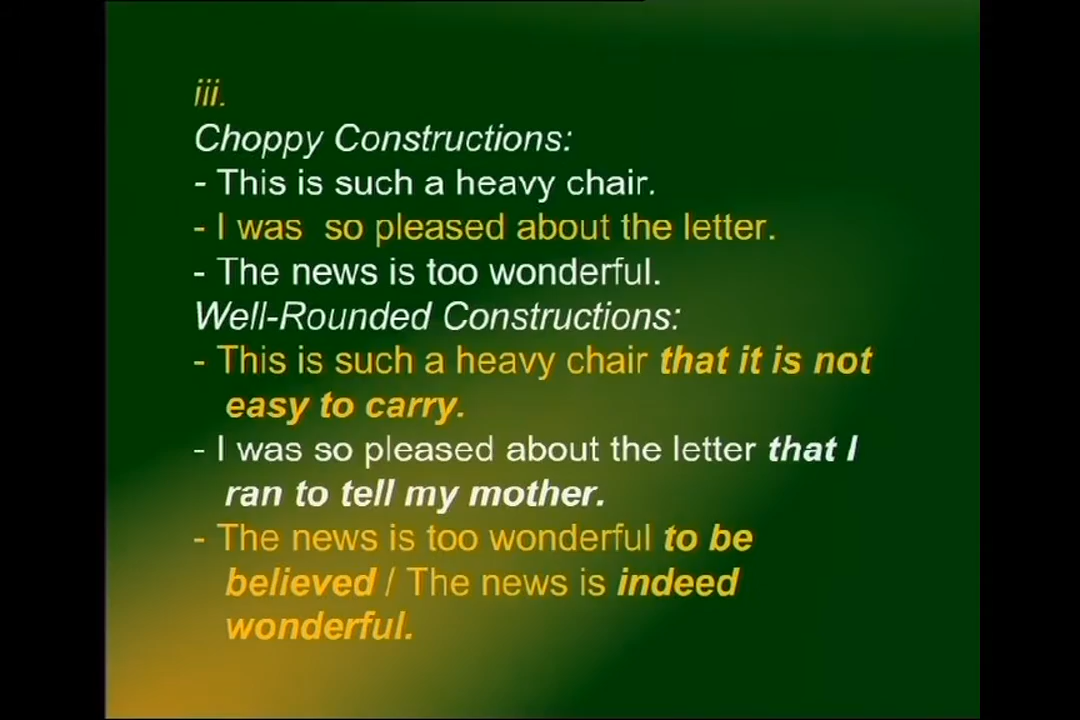 iii.
Choppy Constructions:
- This is such a heavy chair.
- I was  so pleased about the letter.
- The news is too wonderful.
Well-Rounded Constructions:
- This is such a heavy chair that it is not
easy to carry.
- I was so pleased about the letter that I
ran to tell my mother.
- The news is too wonderful to be
believed / The news is indeed
wonderful.